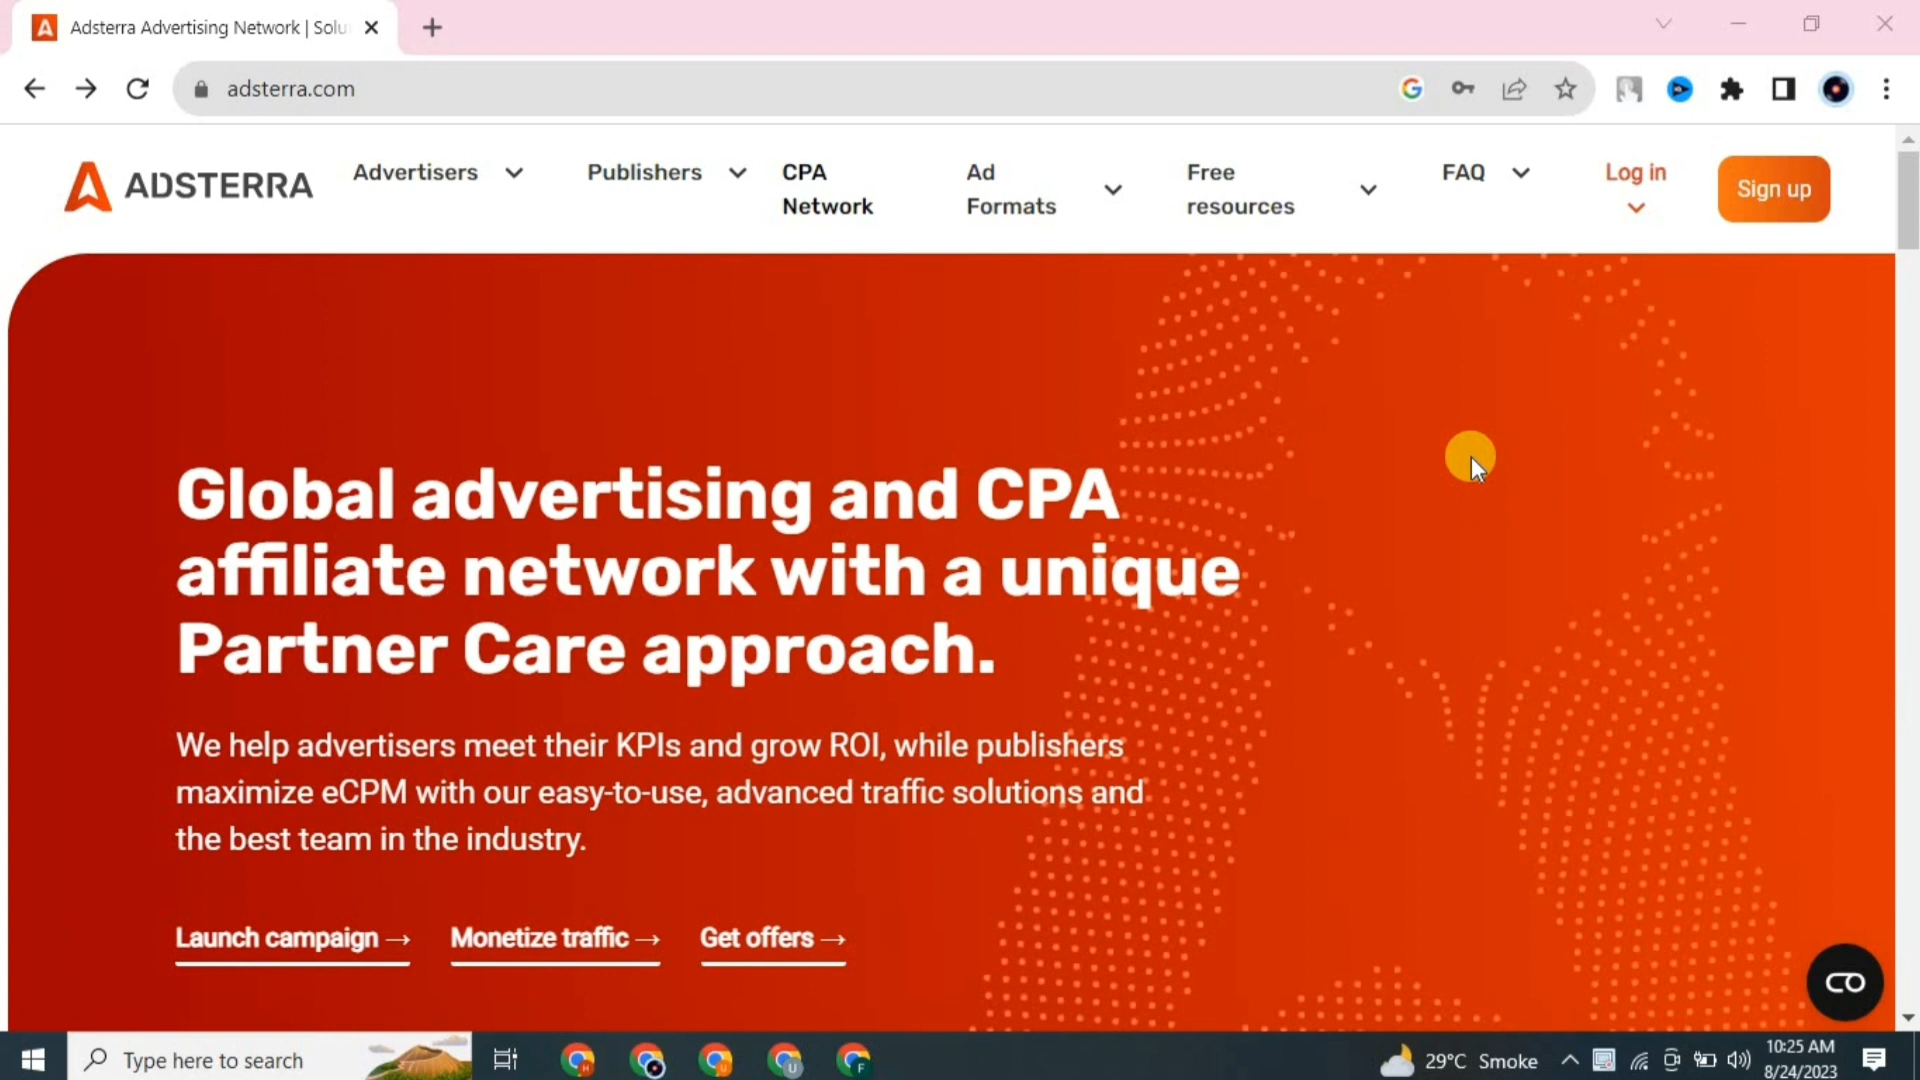 Adsterra Advertising Network | Solu
adsterra.com
ADSTERRA
Advertisers
Publishers
CPA
Network
Ad
Formats
Free
resources
FAQ
Log in
Sign up
Global advertising and CPA
affiliate network with a unique
Partner Care approach.
We help advertisers meet their KPIs and grow ROI, while publishers
maximize eCPM with our easy-to-use, advanced traffic solutions and
the best team in the industry.
Launch campaign → Monetize traffic → Get offers →
Type here to search
29°C Smoke
10:25 AM
8/24/2023